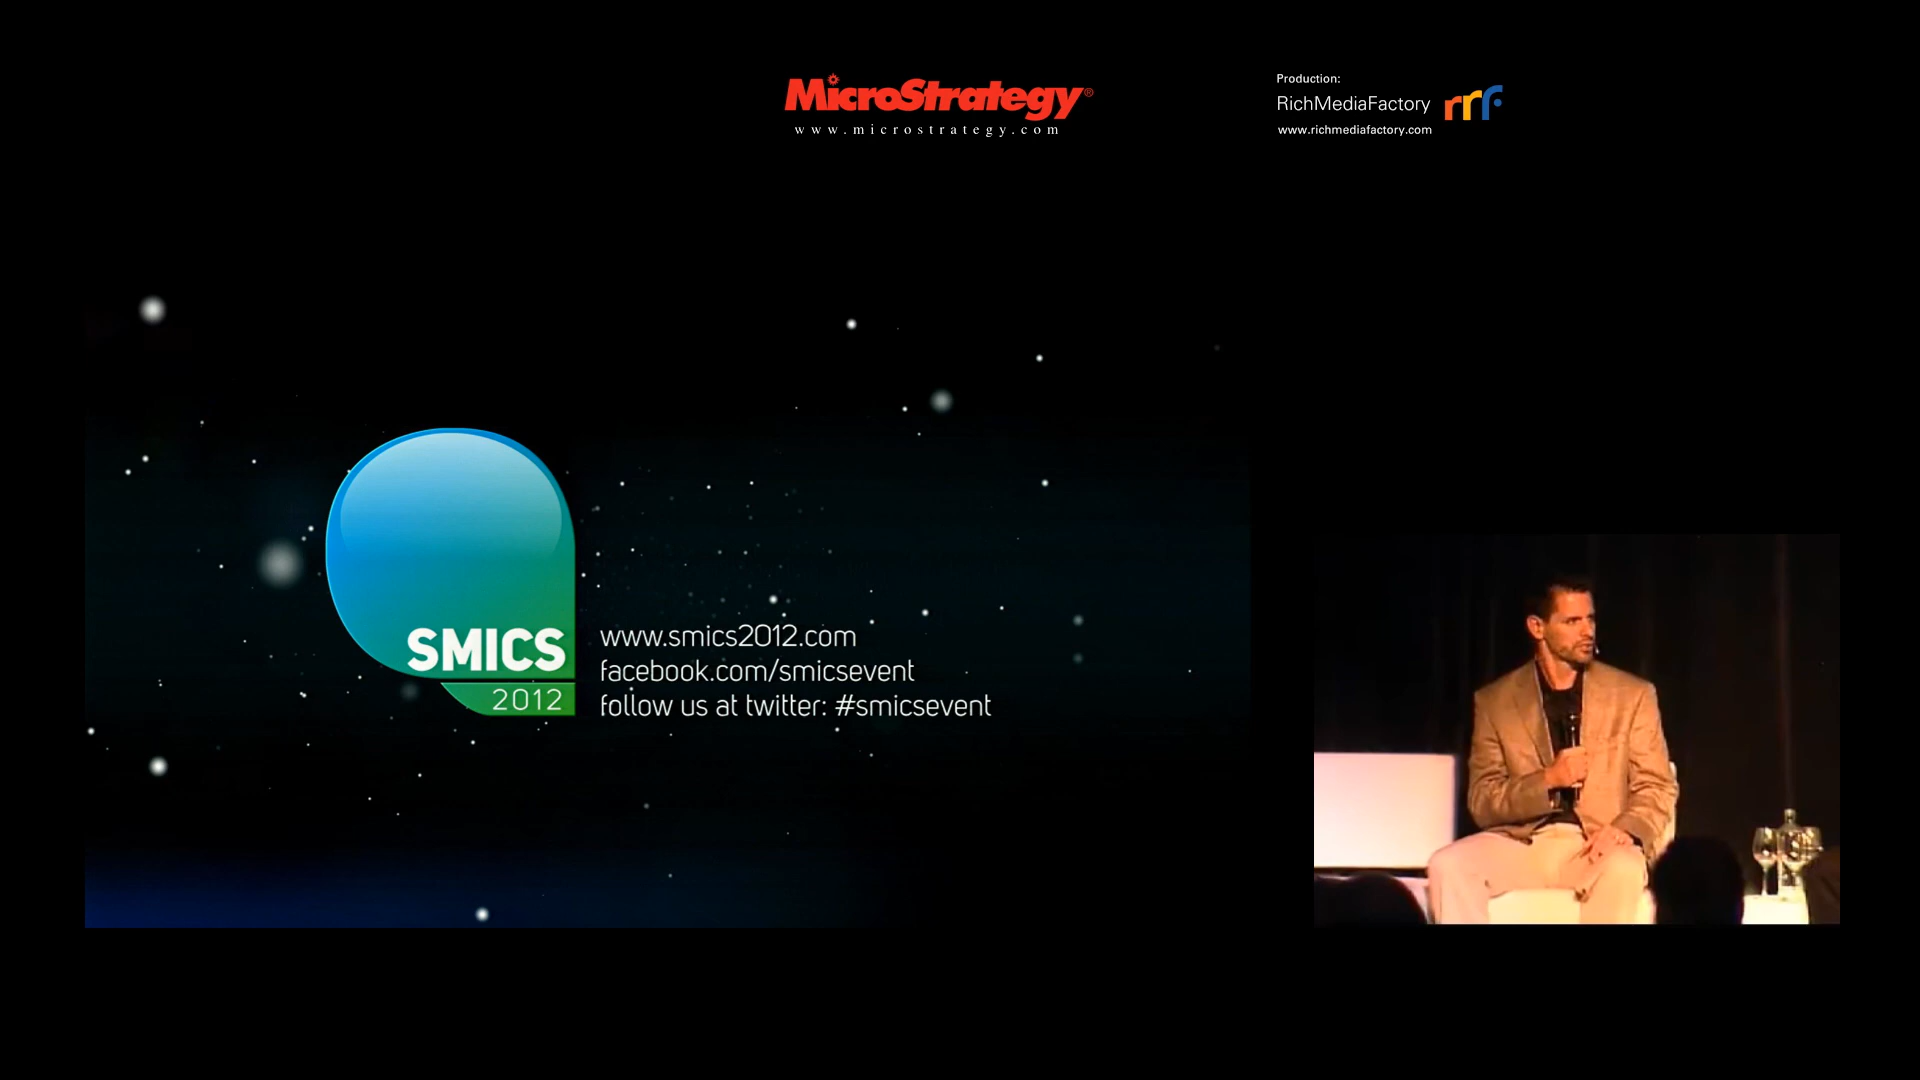 MicroStrategy®
www.microstrategy.com
Production:
RichMediaFactory rrf
www.richmediafactory.com
SMICS
2012
www.smics2012.com
facebook.com/smicsevent
follow us at twitter: #smicsevent